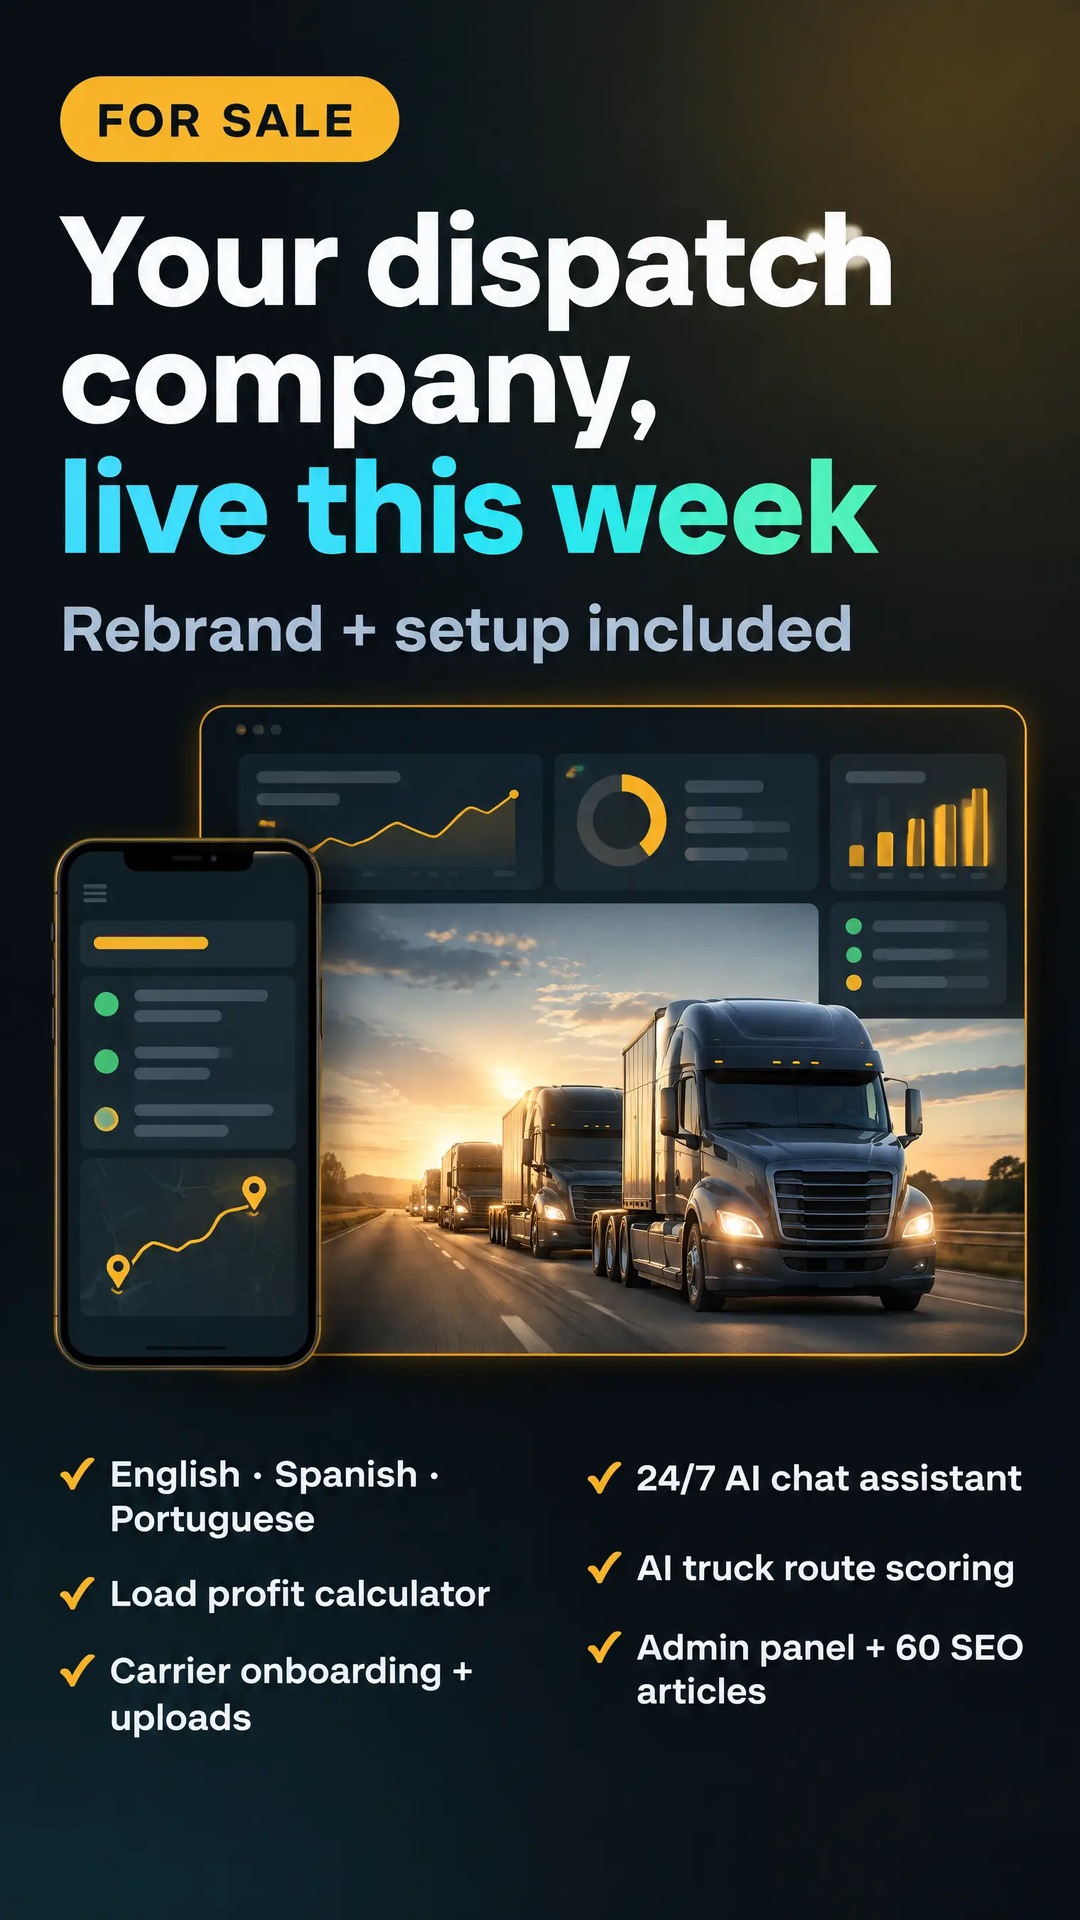 FOR SALE
Your dispatch
company,
live this week
Rebrand + setup included
✓ English · Spanish ·
Portuguese
✓ Load profit calculator
✓ Carrier onboarding +
uploads
✓ 24/7 AI chat assistant
✓ AI truck route scoring
✓ Admin panel + 60 SEO
articles